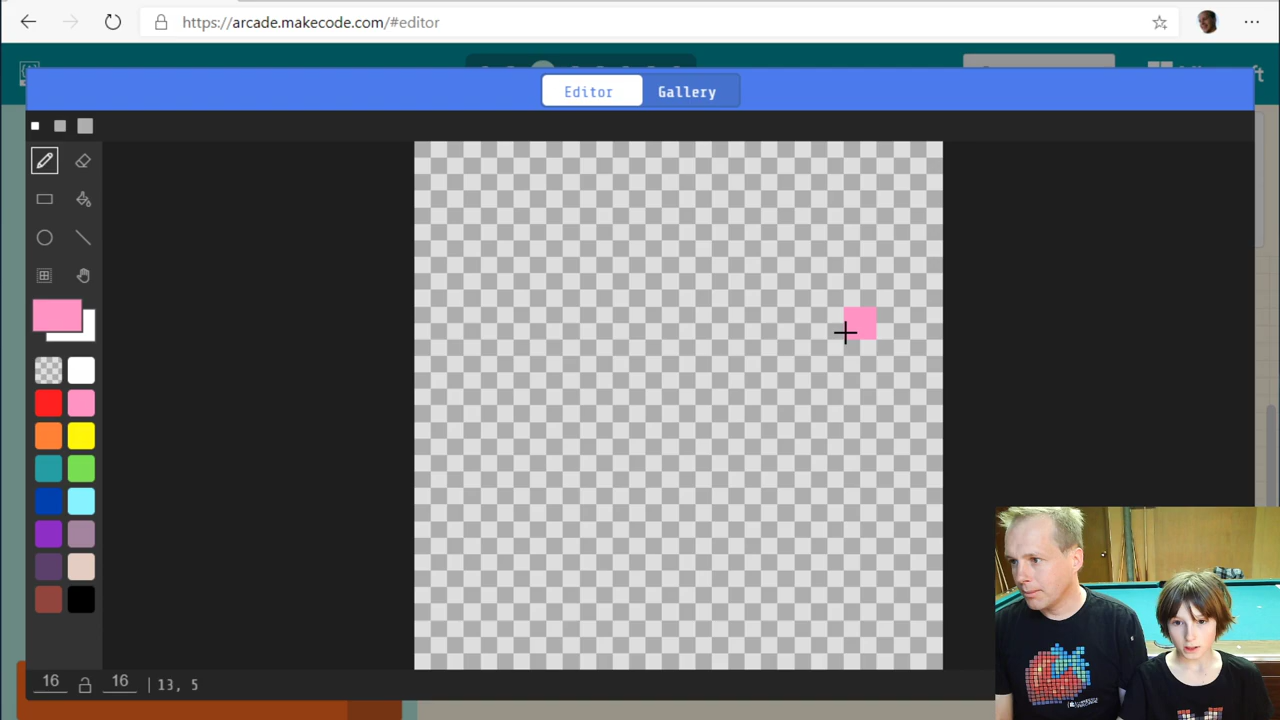 https://arcade.makecode.com/#editor
Editor
Gallery
16
16
13, 5